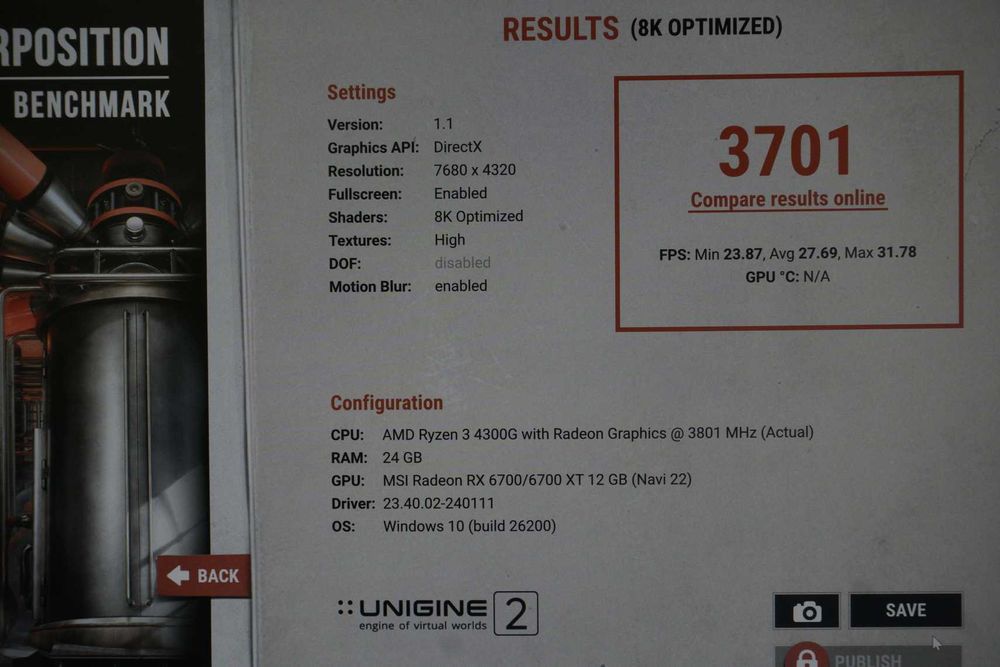 RPOSITION
BENCHMARK
RESULTS (8K OPTIMIZED)
Settings
Version: 1.1
Graphics API: DirectX
Resolution: 7680 x 4320
Fullscreen: Enabled
Shaders: 8K Optimized
Textures: High
DOF: disabled
Motion Blur: enabled
3701
Compare results online
FPS: Min 23.87, Avg 27.69, Max 31.78
GPU °C: N/A
Configuration
CPU: AMD Ryzen 3 4300G with Radeon Graphics @ 3801 MHz (Actual)
RAM: 24 GB
GPU: MSI Radeon RX 6700/6700 XT 12 GB (Navi 22)
Driver: 23.40.02-240111
OS: Windows 10 (build 26200)
BACK
UNIGINE 2
engine of virtual worlds
SAVE
PUBLISH